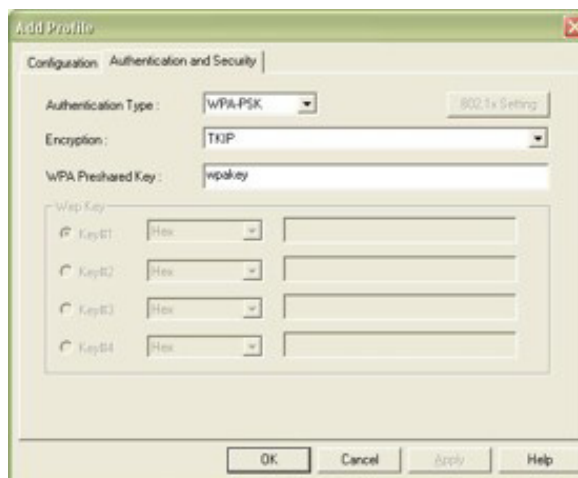 Add Profile
Configuration Authentication and Security
Authentication Type : WPA-PSK 802.1x Setting
Encryption : TKIP
WPA Preshared Key : wpakey
Wep Key
Key#1 Hex
Key#2 Hex
Key#3 Hex
Key#4 Hex
OK Cancel Apply Help